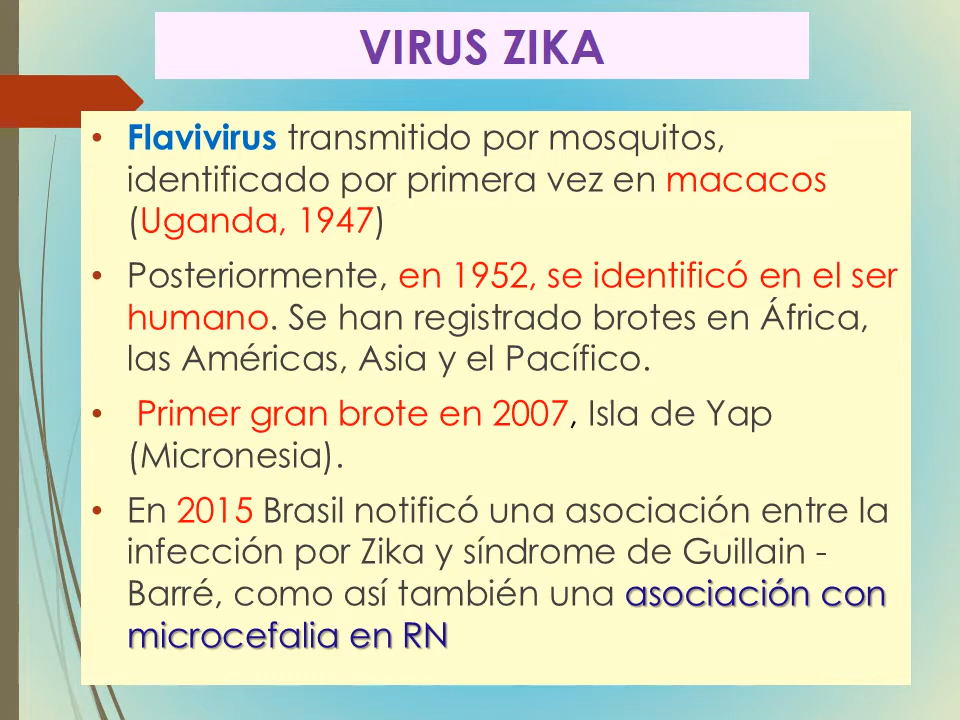 VIRUS ZIKA
• Flavivirus transmitido por mosquitos,
identificado por primera vez en macacos
(Uganda, 1947)
• Posteriormente, en 1952, se identificó en el ser
humano. Se han registrado brotes en África,
las Américas, Asia y el Pacífico.
• Primer gran brote en 2007, Isla de Yap
(Micronesia).
• En 2015 Brasil notificó una asociación entre la
infección por Zika y síndrome de Guillain -
Barré, como así también una asociación con
microcefalia en RN